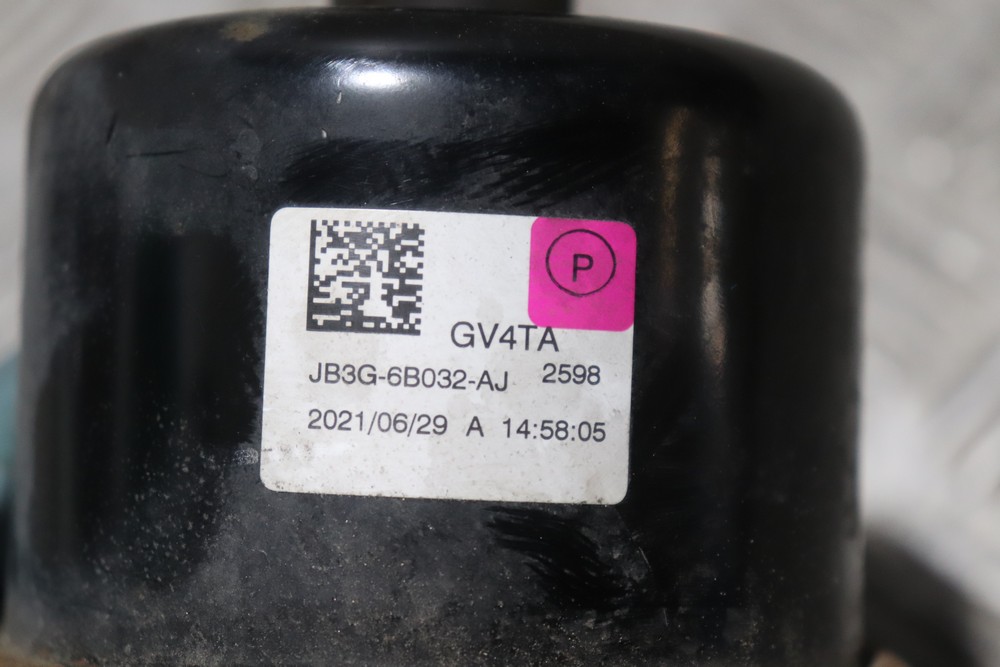 P
GV4TA
JB3G-6B032-AJ 2598
2021/06/29 A 14:58:05